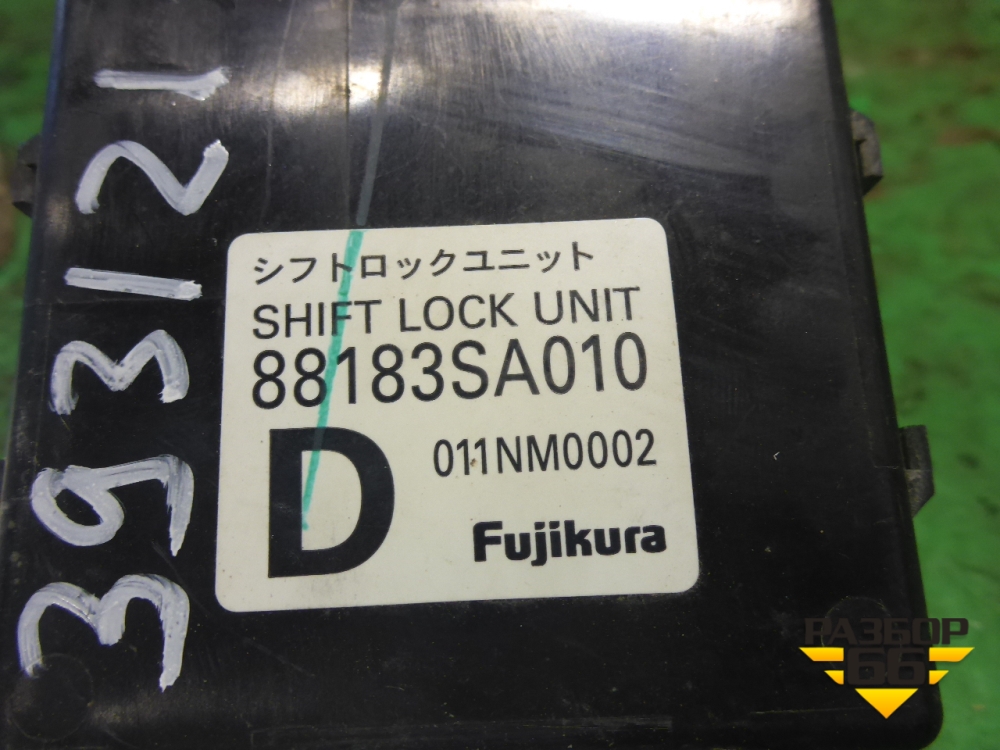 393121
シフトロックユニット
SHIFT LOCK UNIT
88183SA010
D
011NM0002
Fujikura
РАЗБОР
66